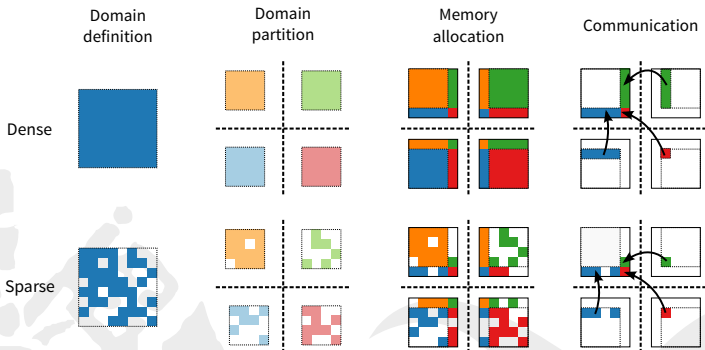 Domain
definition
Domain
partition
Memory
allocation
Communication
Dense
Sparse